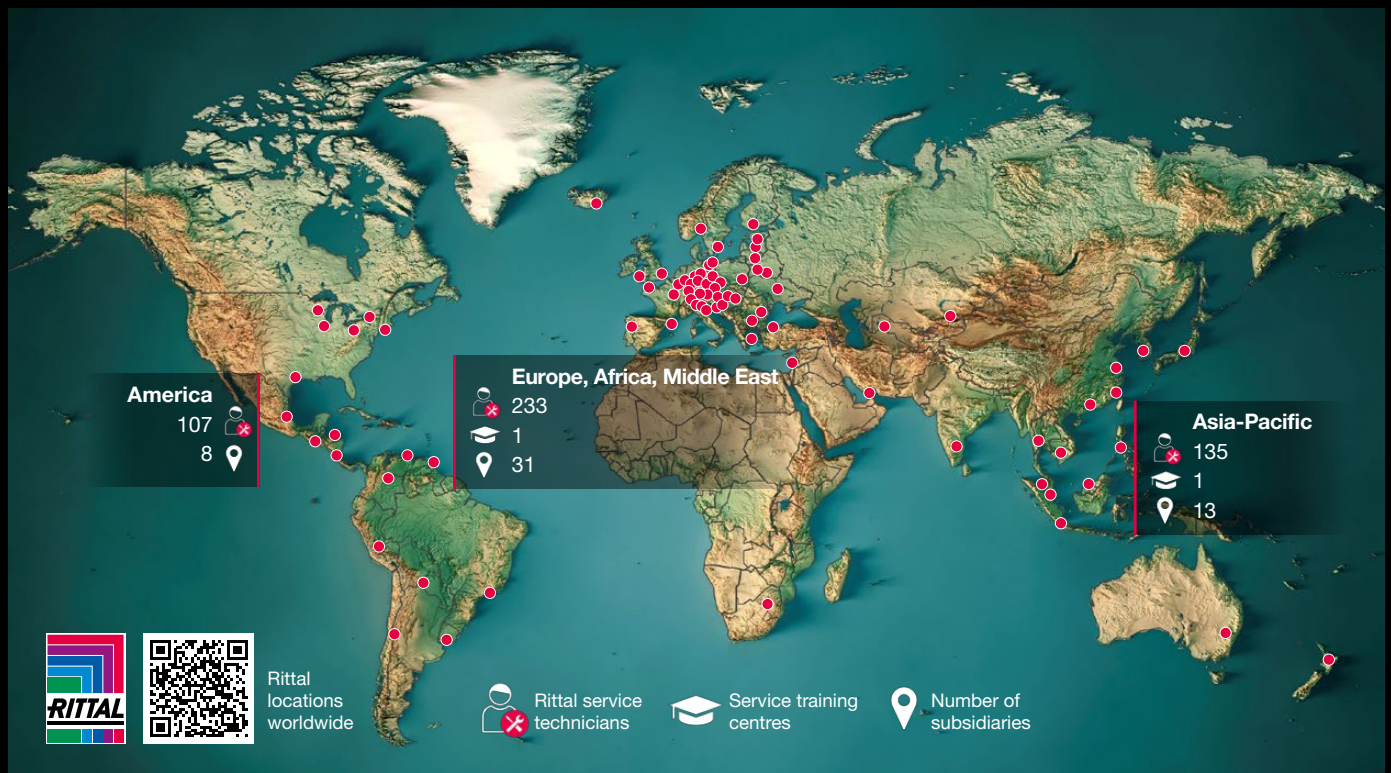 America
107
8
Europe, Africa, Middle East
233
1
31
Asia-Pacific
135
1
13
RITTAL
Rittal
locations
worldwide
Rittal service
technicians
Service training
centres
Number of
subsidiaries